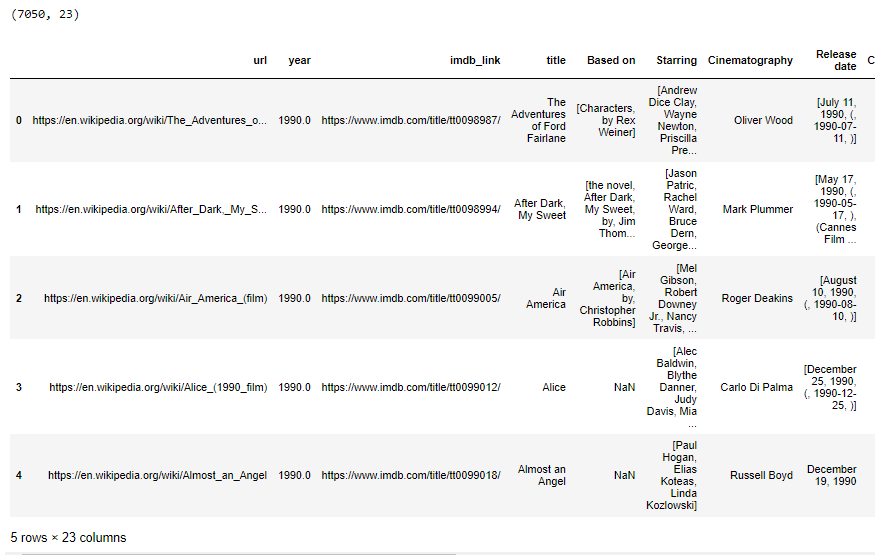 (7050, 23)
url year imdb_link title Based on Starring Cinematography Release date C
0 https://en.wikipedia.org/wiki/The_Adventures_o... 1990.0 https://www.imdb.com/title/tt0098987/ The Adventures of Ford Fairlane [Characters, by Rex Weiner] [Andrew Dice Clay, Wayne Newton, Priscilla Pre... Oliver Wood [July 11, 1990, (, 1990-07-11, )]
1 https://en.wikipedia.org/wiki/After_Dark,_My_S... 1990.0 https://www.imdb.com/title/tt0098994/ After Dark, My Sweet [the novel, After Dark, My Sweet, by, Jim Thom... [Jason Patric, Rachel Ward, Bruce Dern, George... Mark Plummer [May 17, 1990, (, 1990-05-17, ), (Cannes Film ...
2 https://en.wikipedia.org/wiki/Air_America_(film) 1990.0 https://www.imdb.com/title/tt0099005/ Air America [Air America, by, Christopher Robbins] [Mel Gibson, Robert Downey Jr., Nancy Travis, ... Roger Deakins [August 10, 1990, (, 1990-08-10, )]
3 https://en.wikipedia.org/wiki/Alice_(1990_film) 1990.0 https://www.imdb.com/title/tt0099012/ Alice NaN [Alec Baldwin, Blythe Danner, Judy Davis, Mia ... Carlo Di Palma [December 25, 1990, (, 1990-12-25, )]
4 https://en.wikipedia.org/wiki/Almost_an_Angel 1990.0 https://www.imdb.com/title/tt0099018/ Almost an Angel NaN [Paul Hogan, Elias Koteas, Linda Kozlowski] Russell Boyd December 19, 1990
5 rows × 23 columns